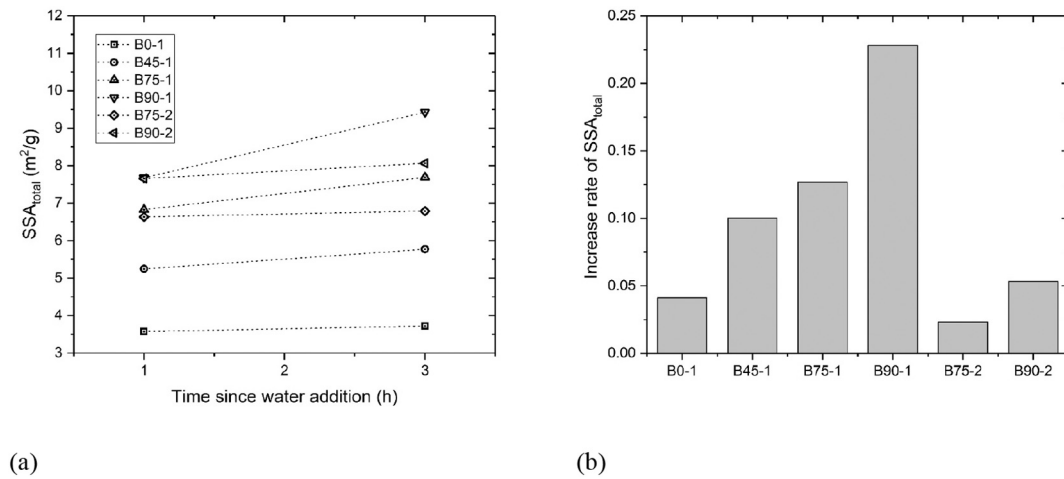 12
11
10
9
8
7
6
5
4
3
SSA_total (m²/g)
B0-1
B45-1
B75-1
B90-1
B75-2
B90-2
1
2
3
Time since water addition (h)
(a)
0.25
0.20
0.15
0.10
0.05
0.00
Increase rate of SSA_total
B0-1 B45-1 B75-1 B90-1 B75-2 B90-2
(b)